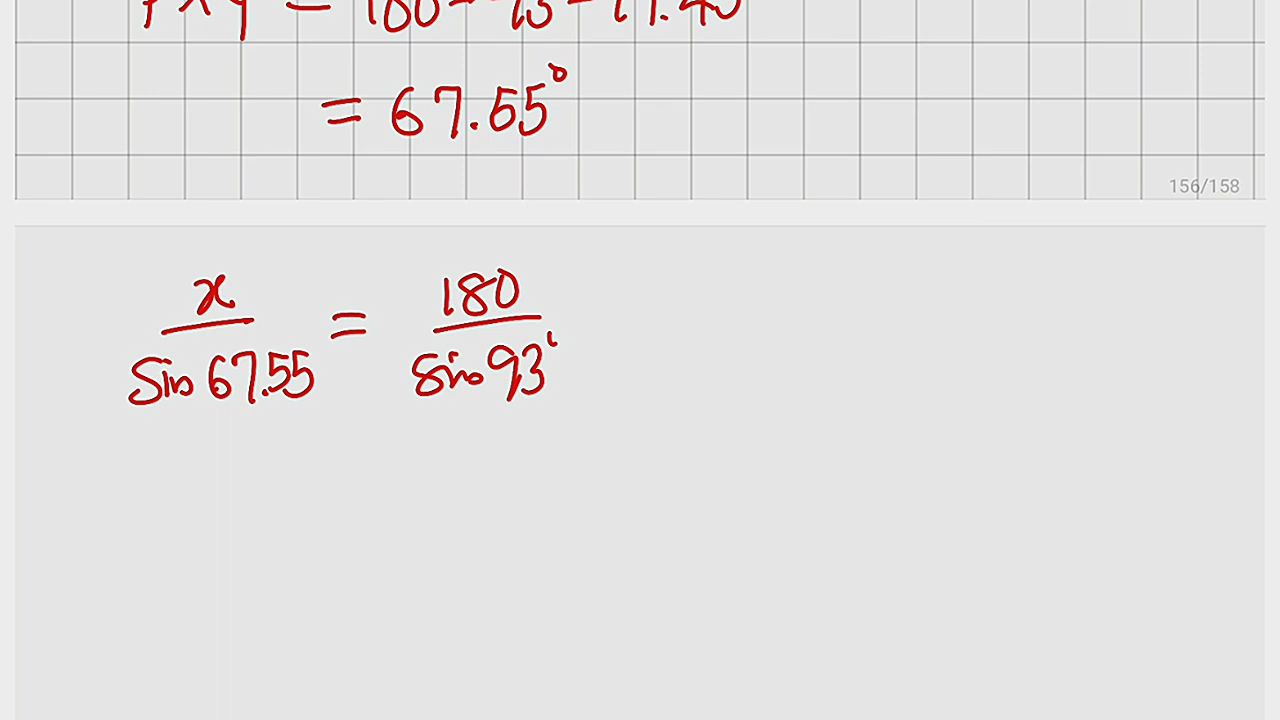 = 67.55°
156/158
x/sin 67.55 = 180/sin 93°